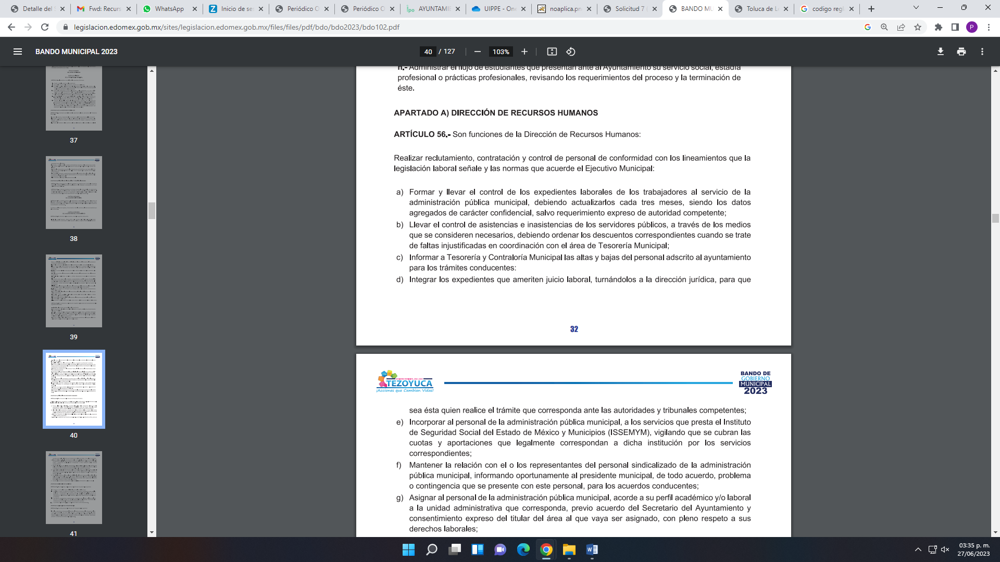 Detalle del
Fwd: Recurs
WhatsApp
Inicio de se
Periódico O
Periódico O
AYUNTAMIE
UIPPE - One
noaplica.pn
Solicitud 7
BANDO MU
Toluca de L
codigo regl
legislacion.edomex.gob.mx/sites/legislacion.edomex.gob.mx/files/files/pdf/bdo/bdo2023/bdo102.pdf
P
BANDO MUNICIPAL 2023
40 / 127
103%
37
38
39
40
41
n.- Administrar el flujo de estudiantes que presentan ante al Ayuntamiento su servicio social, estadía
profesional o prácticas profesionales, revisando los requerimientos del proceso y la terminación de
éste.
APARTADO A) DIRECCIÓN DE RECURSOS HUMANOS
ARTÍCULO 56.- Son funciones de la Dirección de Recursos Humanos:
Realizar reclutamiento, contratación y control de personal de conformidad con los lineamientos que la
legislación laboral señale y las normas que acuerde el Ejecutivo Municipal:
a) Formar y llevar el control de los expedientes laborales de los trabajadores al servicio de la
administración pública municipal, debiendo actualizarlos cada tres meses, siendo los datos
agregados de carácter confidencial, salvo requerimiento expreso de autoridad competente;
b) Llevar el control de asistencias e inasistencias de los servidores públicos, a través de los medios
que se consideren necesarios, debiendo ordenar los descuentos correspondientes cuando se trate
de faltas injustificadas en coordinación con el área de Tesorería Municipal;
c) Informar a Tesorería y Contraloría Municipal las altas y bajas del personal adscrito al ayuntamiento
para los trámites conducentes:
d) Integrar los expedientes que ameriten juicio laboral, turnándolos a la dirección jurídica, para que
32
TEZOYUCA
¡Acciones que Cambian Vidas!
BANDO DE
GOBIERNO
MUNICIPAL
2023
sea ésta quien realice el trámite que corresponda ante las autoridades y tribunales competentes;
e) Incorporar al personal de la administración pública municipal, a los servicios que presta el Instituto
de Seguridad Social del Estado de México y Municipios (ISSEMYM), vigilando que se cubran las
cuotas y aportaciones que legalmente correspondan a dicha institución por los servicios
correspondientes;
f) Mantener la relación con el o los representantes del personal sindicalizado de la administración
pública municipal, informando oportunamente al presidente municipal, de todo acuerdo, problema
o contingencia que se presente con este personal, para los acuerdos conducentes;
g) Asignar al personal de la administración pública municipal, acorde a su perfil académico y/o laboral
a la unidad administrativa que corresponda, previo acuerdo del Secretario del Ayuntamiento y
consentimiento expreso del titular del área al que vaya ser asignado, con pleno respeto a sus
derechos laborales;
03:35 p. m.
27/06/2023